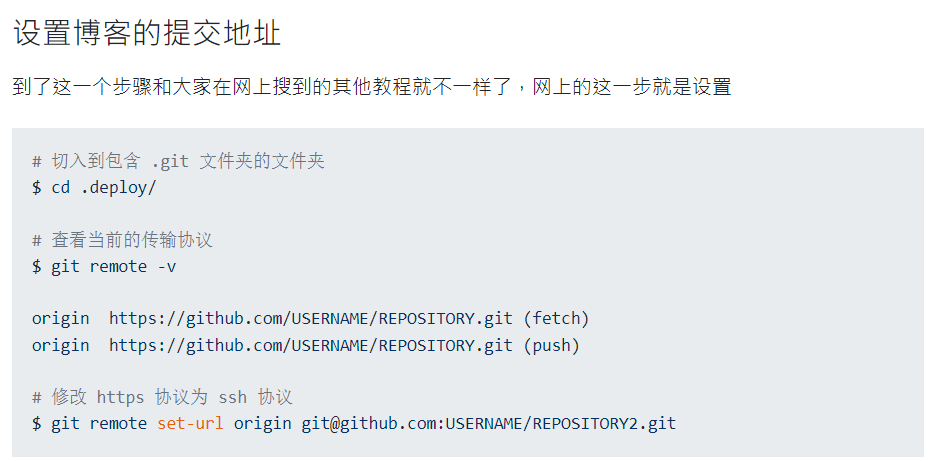 设置博客的提交地址
到了这一个步骤和大家在网上搜到的其他教程就不一样了，网上的这一步就是设置
# 切入到包含 .git 文件夹的文件夹
$ cd .deploy/
# 查看当前的传输协议
$ git remote -v
origin  https://github.com/USERNAME/REPOSITORY.git (fetch)
origin  https://github.com/USERNAME/REPOSITORY.git (push)
# 修改 https 协议为 ssh 协议
$ git remote set-url origin git@github.com:USERNAME/REPOSITORY2.git